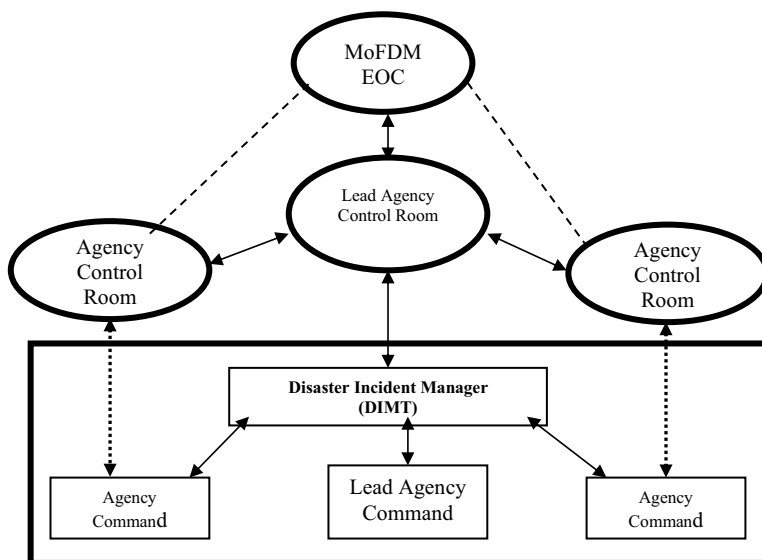 MoFDM
EOC
Lead Agency
Control Room
Agency
Control
Room
Agency
Control
Room
Disaster Incident Manager
(DIMT)
Agency
Command
Lead Agency
Command
Agency
Command